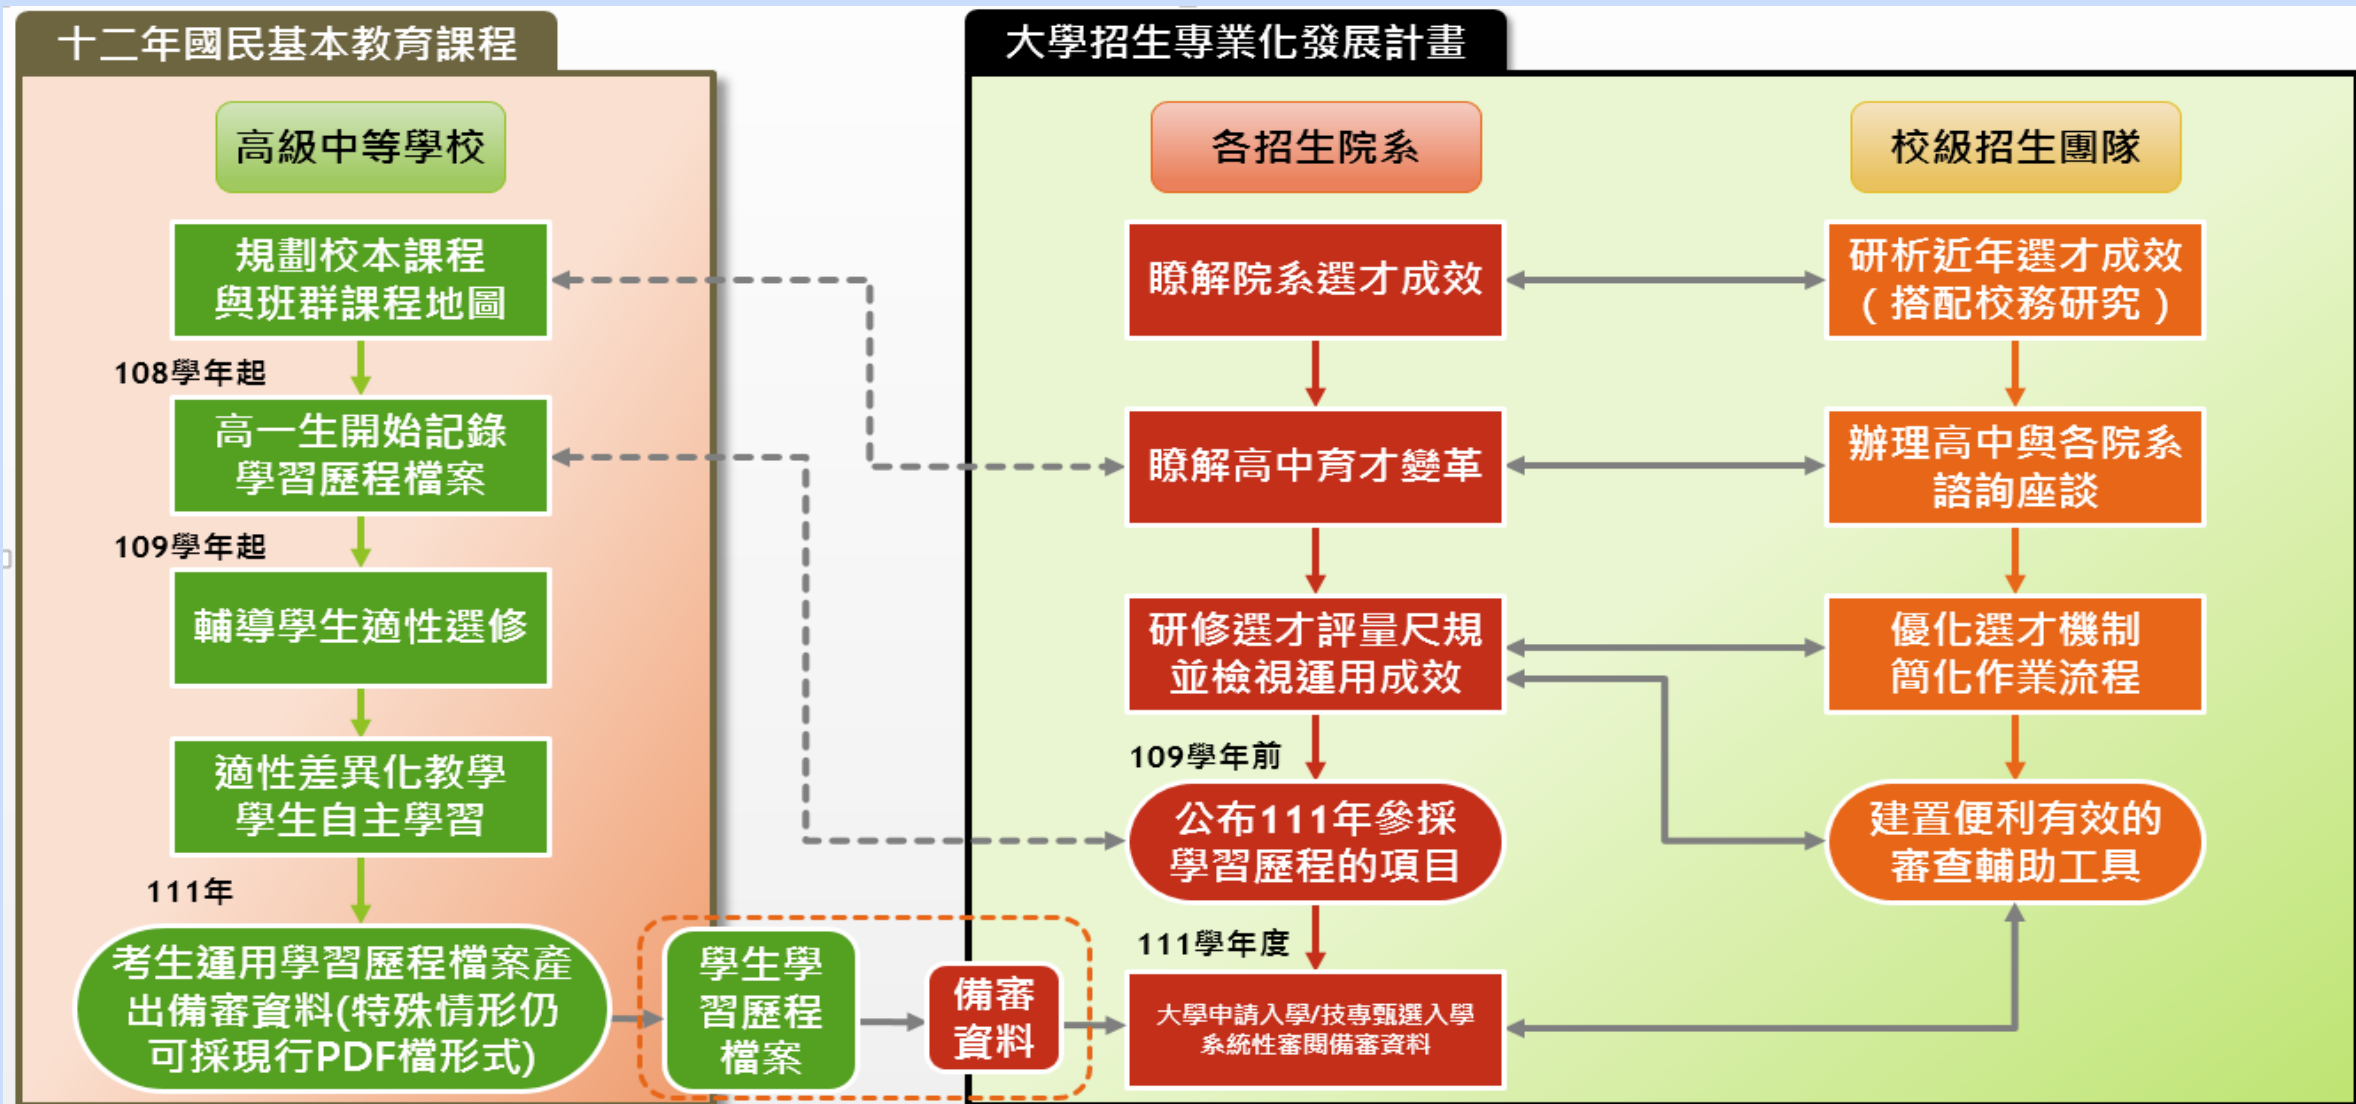 十二年國民基本教育課程
高級中等學校
規劃校本課程
與班群課程地圖
108學年起
高一生開始記錄
學習歷程檔案
109學年起
輔導學生適性選修
適性差異化教學
學生自主學習
111年
考生運用學習歷程檔案產
出備審資料(特殊情形仍
可採現行PDF檔形式)
學生學
習歷程
檔案
備審
資料
大學招生專業化發展計畫
各招生院系
瞭解院系選才成效
瞭解高中育才變革
研修選才評量尺規
並檢視運用成效
109學年前
公布111年參採
學習歷程的項目
111學年度
大學申請入學/技專甄選入學
系統性審閱備審資料
校級招生團隊
研析近年選才成效
（搭配校務研究）
辦理高中與各院系
諮詢座談
優化選才機制
簡化作業流程
建置便利有效的
審查輔助工具